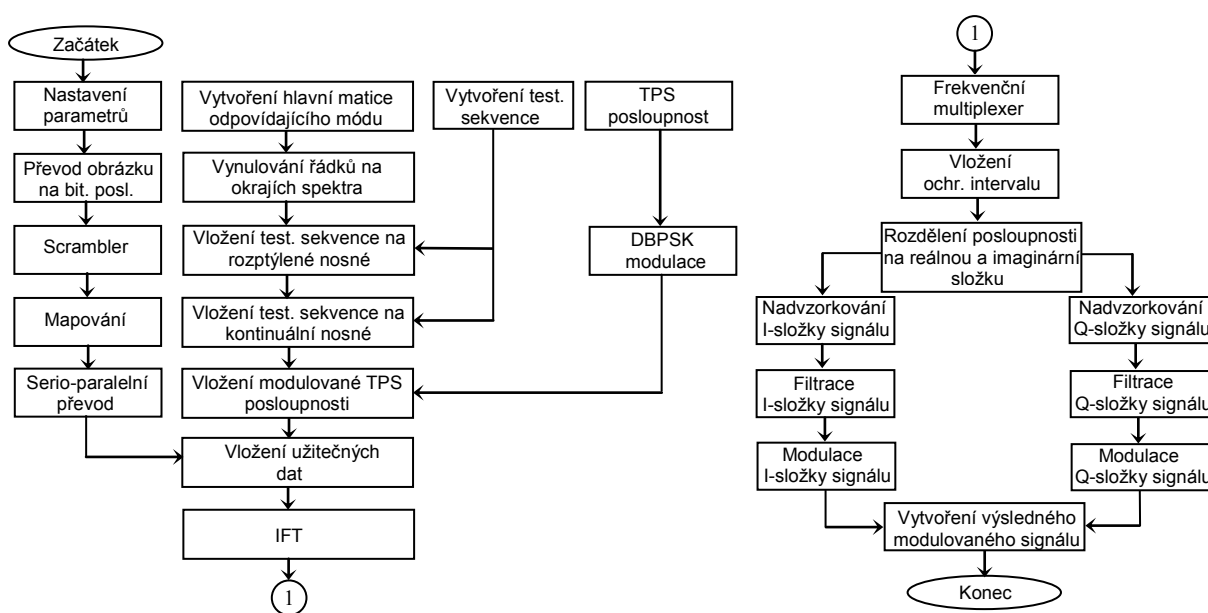 Začátek
Nastavení
parametrů
Převod obrázku
na bit. posl.
Scrambler
Mapování
Serio-paralelní
převod
Vytvoření hlavní matice
odpovídajícího módu
Vynulování řádků na
okrajích spektra
Vložení test. sekvence na
rozptýlené nosné
Vložení test. sekvence na
kontinuální nosné
Vložení modulované TPS
posloupnosti
Vložení užitečných
dat
IFT
1
Vytvoření test.
sekvence
TPS
posloupnost
DBPSK
modulace
1
Frekvenční
multiplexer
Vložení
ochr. intervalu
Rozdělení posloupnosti
na reálnou a imaginární
složku
Nadvzorkování
I-složky signálu
Filtrace
I-složky signálu
Modulace
I-složky signálu
Nadvzorkování
Q-složky signálu
Filtrace
Q-složky signálu
Modulace
Q-složky signálu
Vytvoření výsledného
modulovaného signálu
Konec